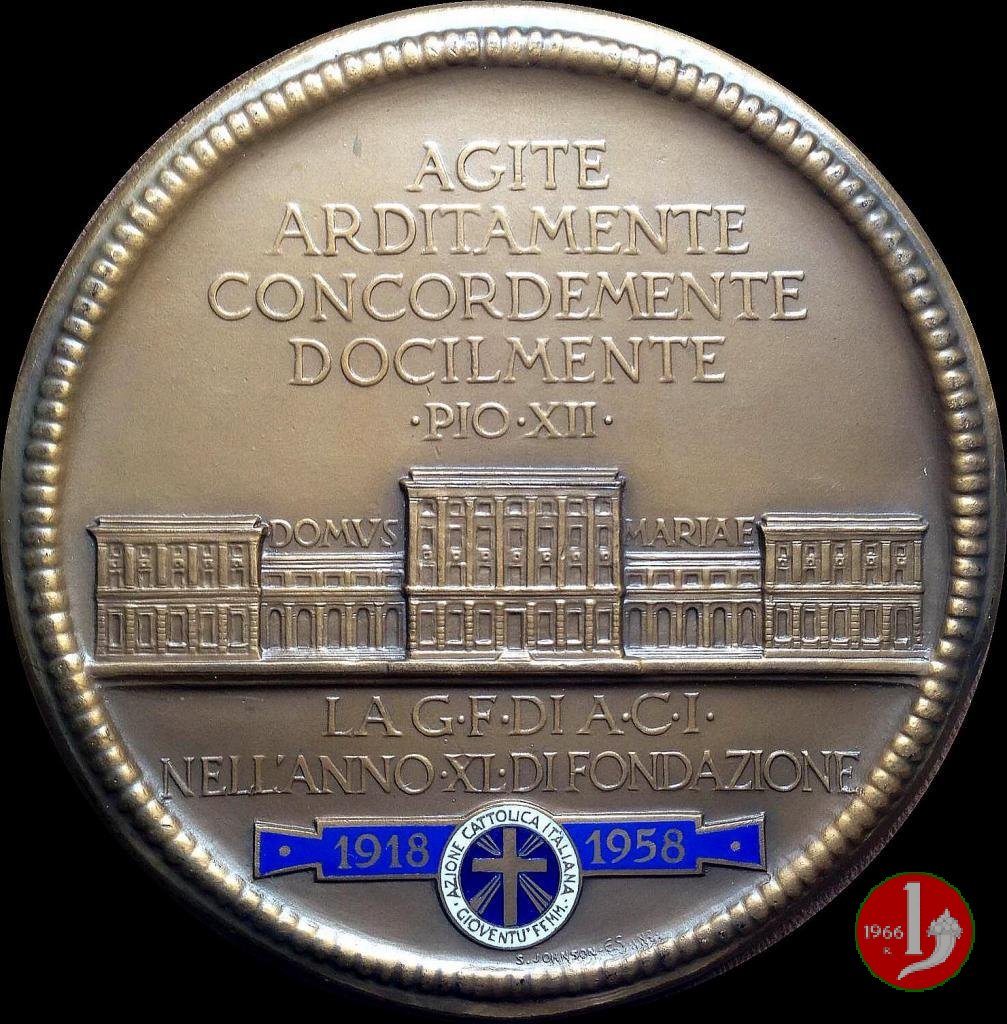 AGITE
ARDITAMENTE
CONCORDEMENTE
DOCILMENTE
·PIO·XII·
DOMVS MARIAE
LA G·F·DI A·C·I·
NELL'ANNO·XL·DI FONDAZIONE
1918 1958
AZIONE CATTOLICA ITALIANA
·GIOVENTU' FEMM.·
S. JOHNSON
1966